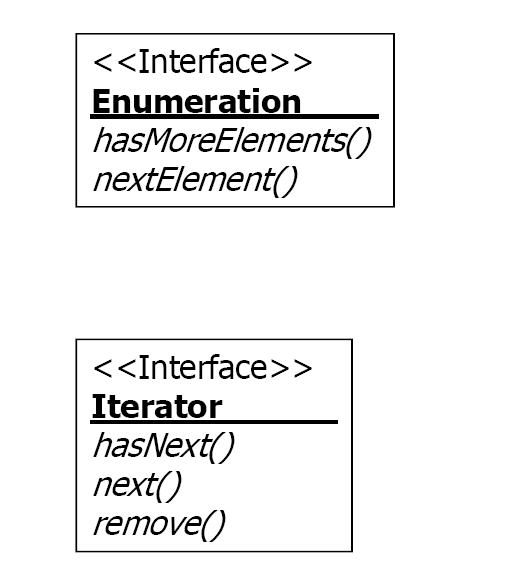 <<Interface>>
Enumeration
hasMoreElements()
nextElement()
<<Interface>>
Iterator
hasNext()
next()
remove()